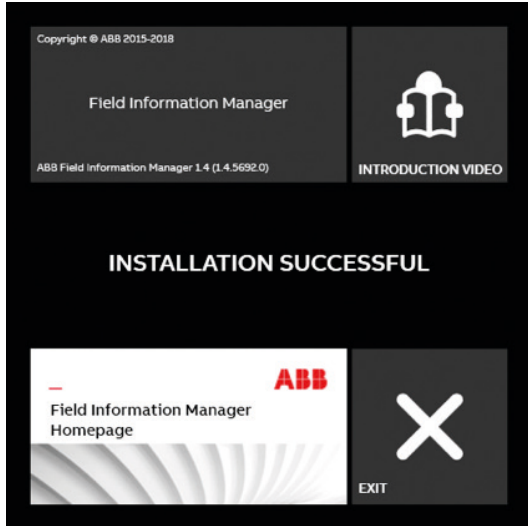 Copyright © ABB 2015-2018
Field Information Manager
ABB Field Information Manager 1.4 (1.4.5692.0)
INTRODUCTION VIDEO
INSTALLATION SUCCESSFUL
ABB
Field Information Manager
Homepage
EXIT